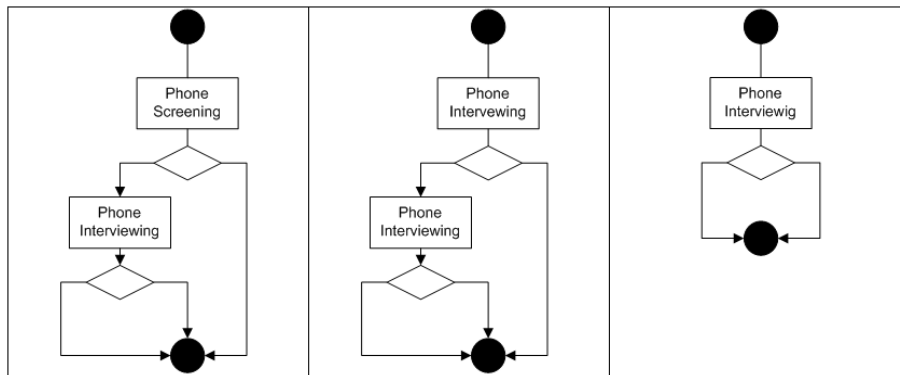 Phone
Screening
Phone
Interviewing
Phone
Intervewing
Phone
Interviewing
Phone
Interviewig